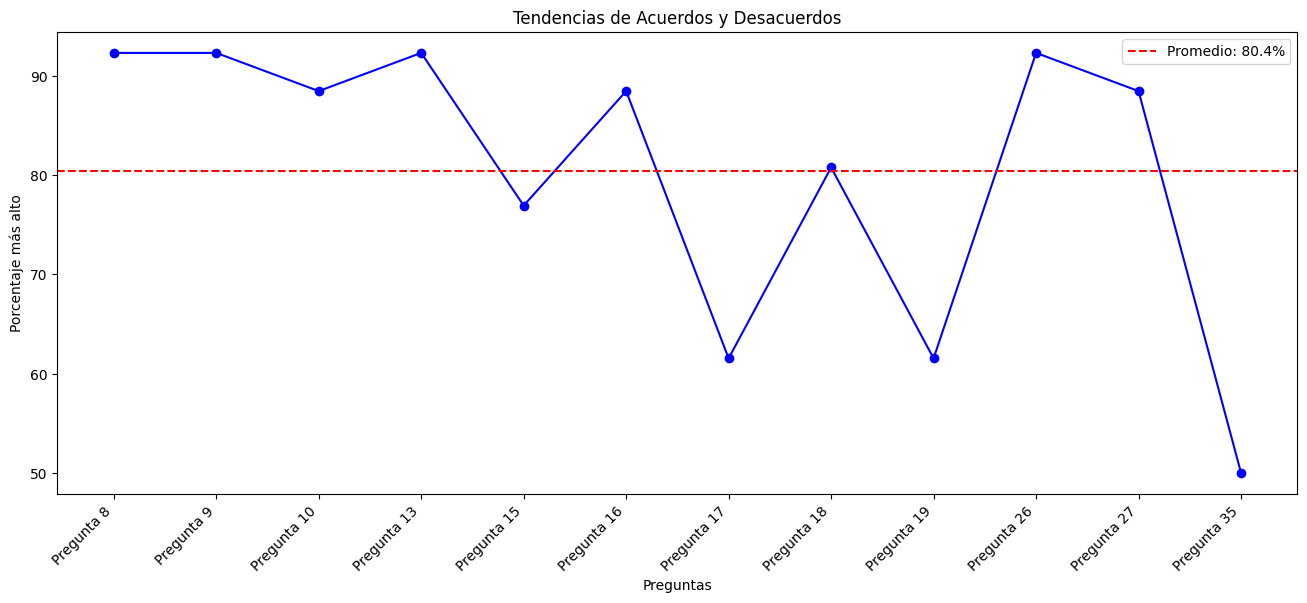 Tendencias de Acuerdos y Desacuerdos
Promedio: 80.4%
Porcentaje más alto
90
80
70
60
50
Pregunta 8
Pregunta 9
Pregunta 10
Pregunta 13
Pregunta 15
Pregunta 16
Pregunta 17
Pregunta 18
Pregunta 19
Pregunta 26
Pregunta 27
Pregunta 35
Preguntas